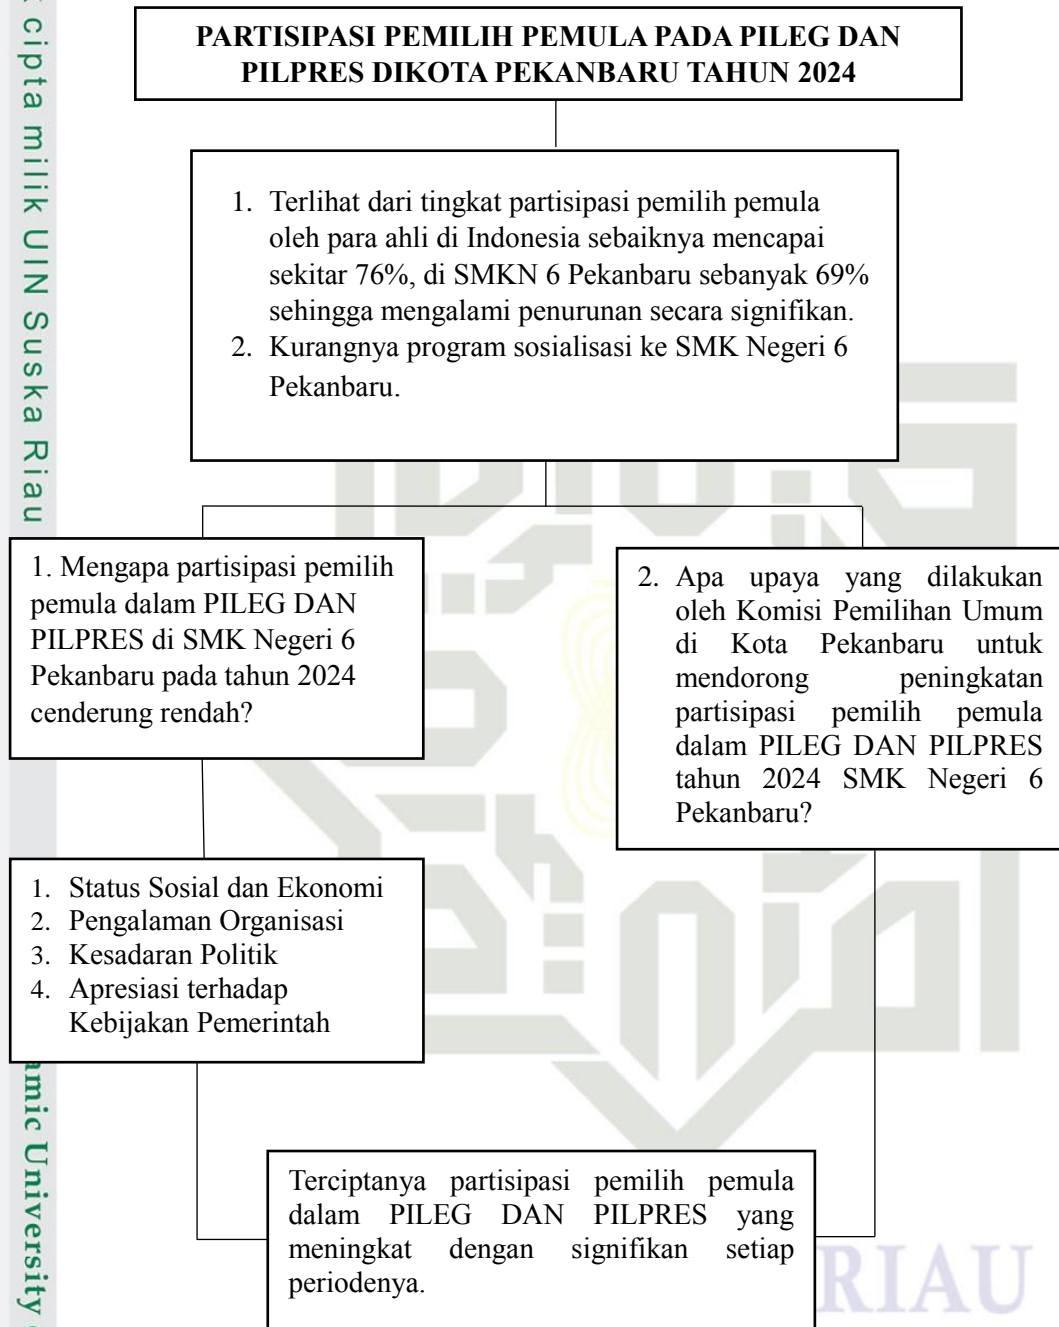 cipta milik UIN Suska Riau
PARTISIPASI PEMILIH PEMULA PADA PILEG DAN
PILPRES DIKOTA PEKANBARU TAHUN 2024
1. Terlihat dari tingkat partisipasi pemilih pemula
oleh para ahli di Indonesia sebaiknya mencapai
sekitar 76%, di SMKN 6 Pekanbaru sebanyak 69%
sehingga mengalami penurunan secara signifikan.
2. Kurangnya program sosialisasi ke SMK Negeri 6
Pekanbaru.
1. Mengapa partisipasi pemilih
pemula dalam PILEG DAN
PILPRES di SMK Negeri 6
Pekanbaru pada tahun 2024
cenderung rendah?
2. Apa upaya yang dilakukan
oleh Komisi Pemilihan Umum
di Kota Pekanbaru untuk
mendorong peningkatan
partisipasi pemilih pemula
dalam PILEG DAN PILPRES
tahun 2024 SMK Negeri 6
Pekanbaru?
1. Status Sosial dan Ekonomi
2. Pengalaman Organisasi
3. Kesadaran Politik
4. Apresiasi terhadap
Kebijakan Pemerintah
amic University
Terciptanya partisipasi pemilih pemula
dalam PILEG DAN PILPRES yang
meningkat dengan signifikan setiap
periodenya.
RIAU